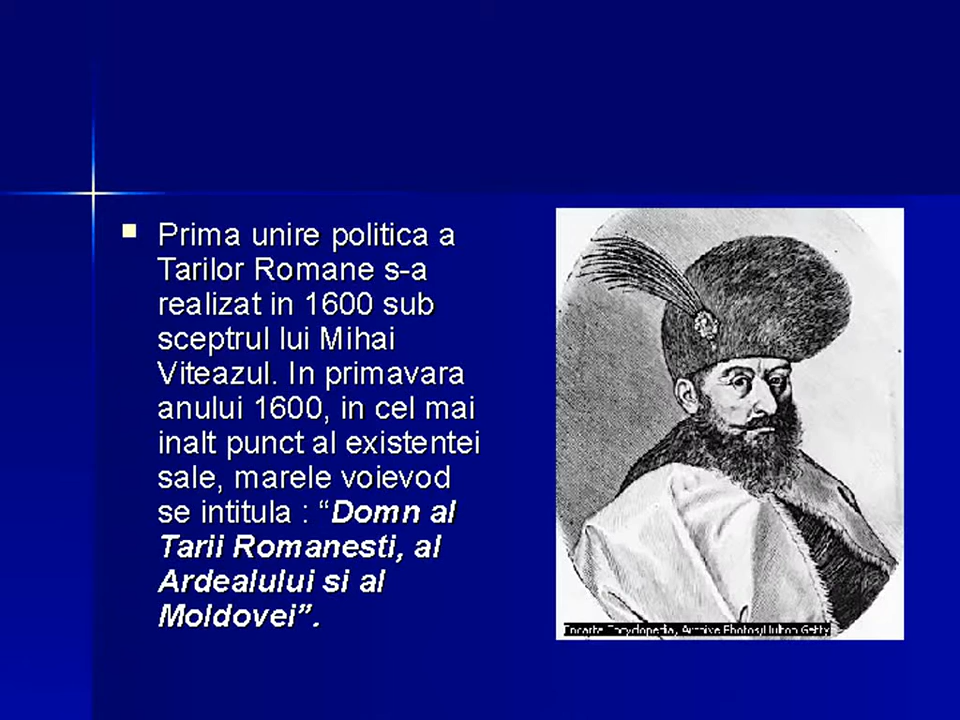 Prima unire politica a
Tarilor Romane s-a
realizat in 1600 sub
sceptrul lui Mihai
Viteazul. In primavara
anului 1600, in cel mai
inalt punct al existentei
sale, marele voievod
se intitula : “Domn al
Tarii Romanesti, al
Ardealului si al
Moldovei”.
Encarta Encyclopedia, Archive Photos/Hulton Getty